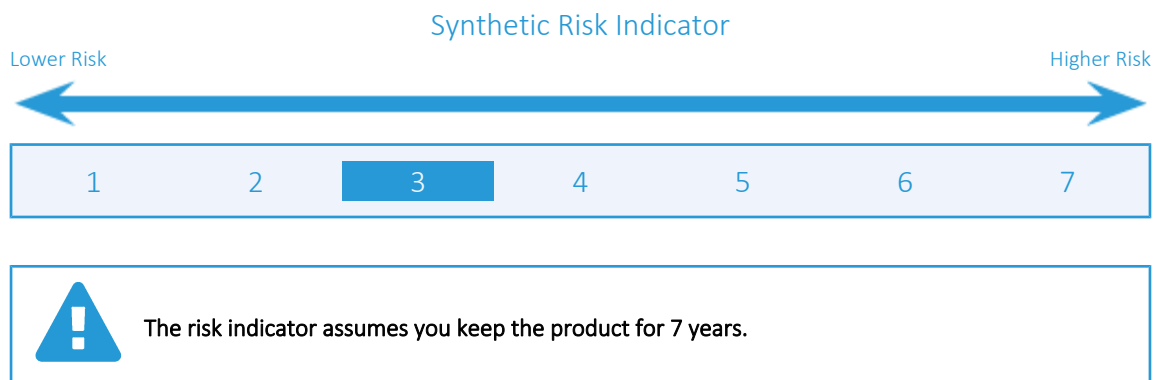 Synthetic Risk Indicator
Lower Risk Higher Risk
1 2 3 4 5 6 7
The risk indicator assumes you keep the product for 7 years.